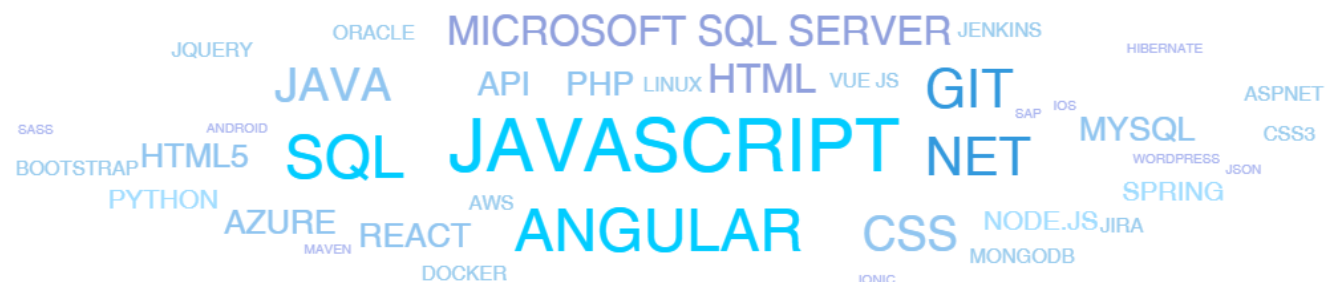 MICROSOFT SQL SERVER
ORACLE
JENKINS
JQUERY
HIBERNATE
JAVA
API
PHP
LINUX
HTML
VUE JS
GIT
ASPNET
SAP
IOS
SASS
ANDROID
JAVASCRIPT
MYSQL
CSS3
BOOTSTRAP
HTML5
SQL
NET
WORDPRESS
JSON
PYTHON
SPRING
AWS
AZURE
REACT
ANGULAR
CSS
NODE.JS
JIRA
MAVEN
MONGODB
DOCKER
IONIC